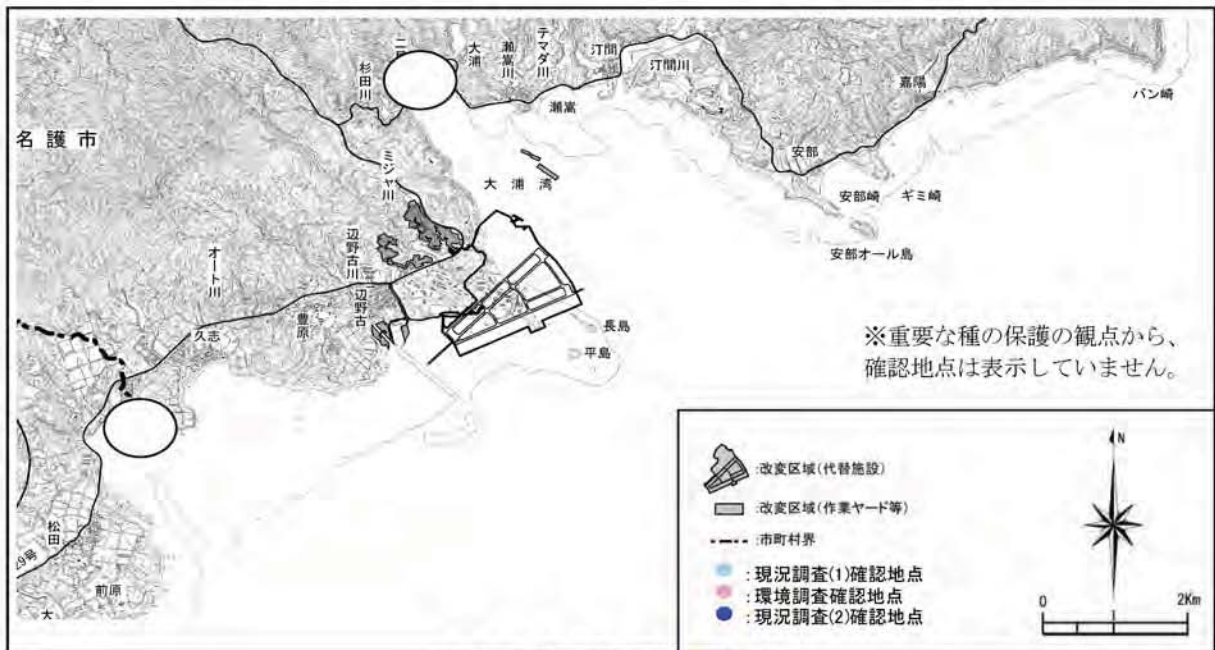 名護市
杉田川
二
大浦
瀬嵩川
テマダ川
汀間
汀間川
瀬嵩
嘉陽
バン崎
安部
安部崎
ギミ崎
安部オール島
大浦湾
ミジャ川
辺野古川
辺野古
オート川
久志
豊原
長島
平島
松田
29号
前原
大
※重要な種の保護の観点から、
確認地点は表示していません。
:改変区域(代替施設)
:改変区域(作業ヤード等)
:市町村界
:現況調査(1)確認地点
:環境調査確認地点
:現況調査(2)確認地点
N
0 2Km